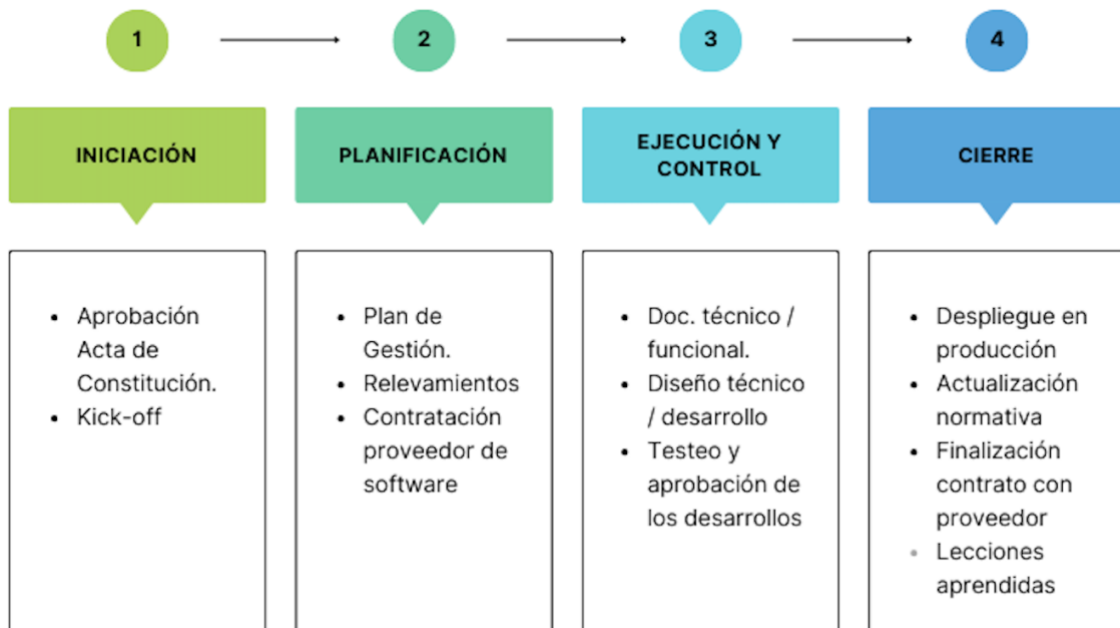 1
2
3
4
INICIACIÓN
PLANIFICACIÓN
EJECUCIÓN Y
CONTROL
CIERRE
• Aprobación
Acta de
Constitución.
• Kick-off
• Plan de
Gestión.
• Relevamientos
• Contratación
proveedor de
software
• Doc. técnico /
funcional.
• Diseño técnico
/ desarrollo
• Testeo y
aprobación de
los desarrollos
• Despliegue en
producción
• Actualización
normativa
• Finalización
contrato con
proveedor
• Lecciones
aprendidas